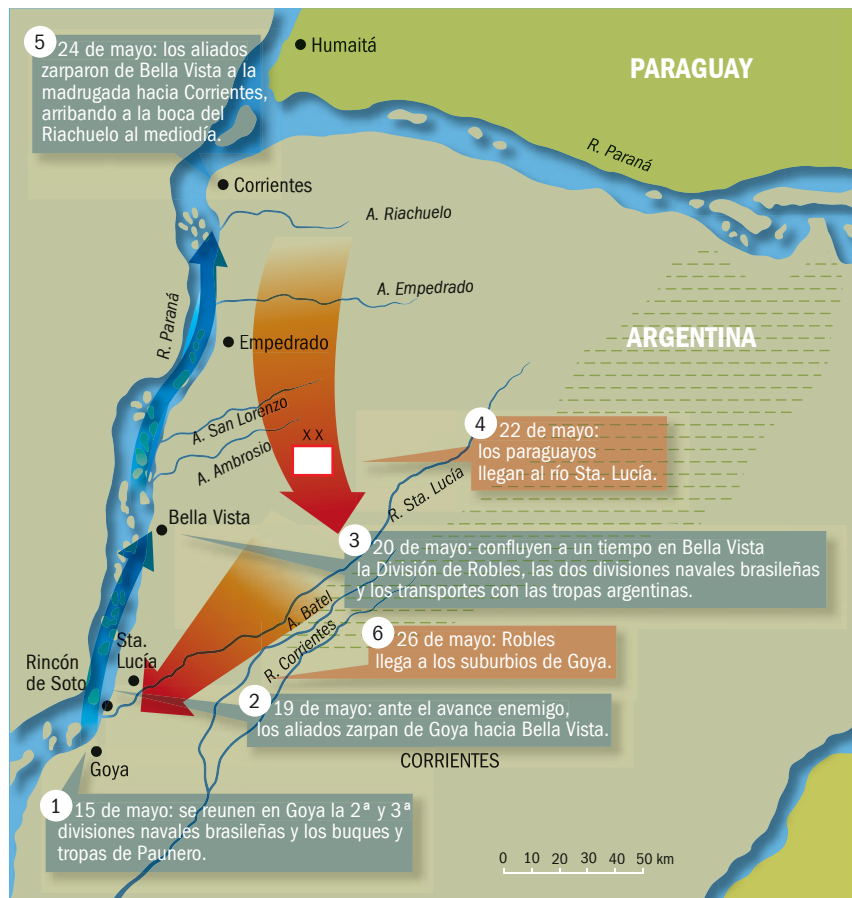 5
24 de mayo: los aliados
zarparon de Bella Vista a la
madrugada hacia Corrientes,
arribando a la boca del
Riachuelo al mediodía.
Humaitá
PARAGUAY
R. Paraná
Corrientes
A. Riachuelo
A. Empedrado
R. Paraná
Empedrado
ARGENTINA
A. San Lorenzo
A. Ambrosio
X X
4
22 de mayo:
los paraguayos
llegan al río Sta. Lucía.
R. Sta. Lucía
Bella Vista
3
20 de mayo: confluyen a un tiempo en Bella Vista
la División de Robles, las dos divisiones navales brasileñas
y los transportes con las tropas argentinas.
A. Batel
R. Corrientes
6
26 de mayo: Robles
llega a los suburbios de Goya.
Sta.
Lucía
Rincón
de Soto
2
19 de mayo: ante el avance enemigo,
los aliados zarpan de Goya hacia Bella Vista.
CORRIENTES
Goya
1
15 de mayo: se reunen en Goya la 2ª y 3ª
divisiones navales brasileñas y los buques y
tropas de Paunero.
0 10 20 30 40 50 km